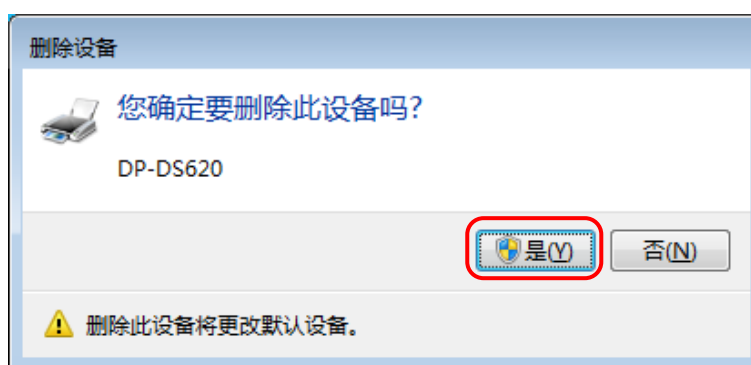 删除设备
您确定要删除此设备吗?
DP-DS620
是(Y) 否(N)
删除此设备将更改默认设备。